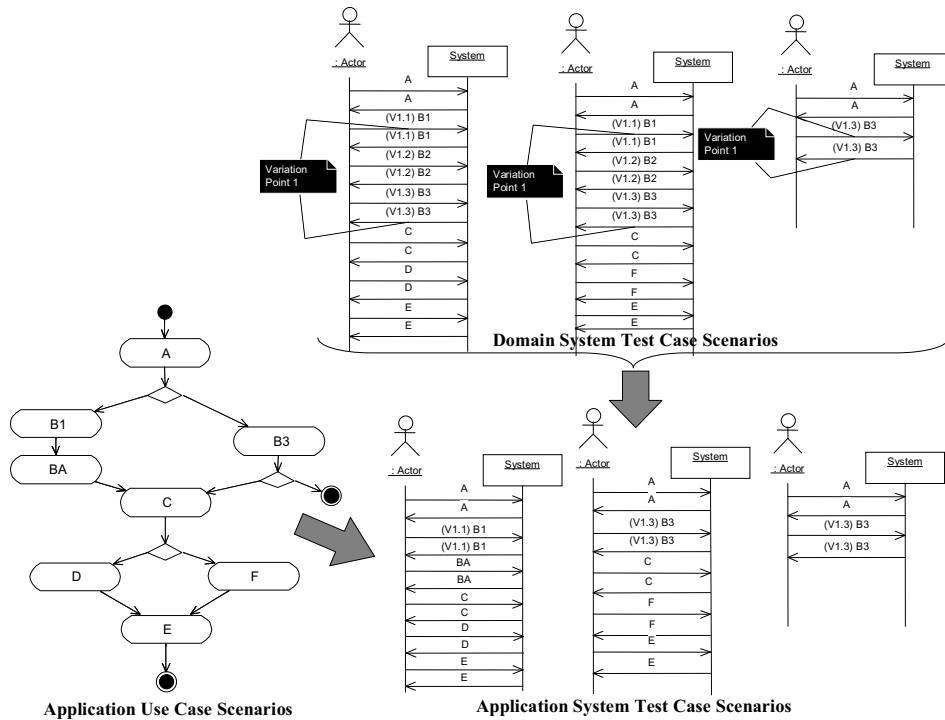 : Actor
System
A
A
(V1.1) B1
(V1.1) B1
(V1.2) B2
(V1.2) B2
(V1.3) B3
(V1.3) B3
C
C
D
D
E
E
Variation
Point 1
: Actor
System
A
A
(V1.1) B1
(V1.1) B1
(V1.2) B2
(V1.2) B2
(V1.3) B3
(V1.3) B3
C
C
F
F
E
E
Variation
Point 1
: Actor
System
A
A
(V1.3) B3
(V1.3) B3
Variation
Point 1
Domain System Test Case Scenarios
A
B1
B3
BA
C
D
F
E
Application Use Case Scenarios
: Actor
System
A
A
(V1.1) B1
(V1.1) B1
BA
BA
C
C
D
D
E
E
: Actor
System
A
A
(V1.3) B3
(V1.3) B3
C
C
F
F
E
E
: Actor
System
A
A
(V1.3) B3
(V1.3) B3
Application System Test Case Scenarios